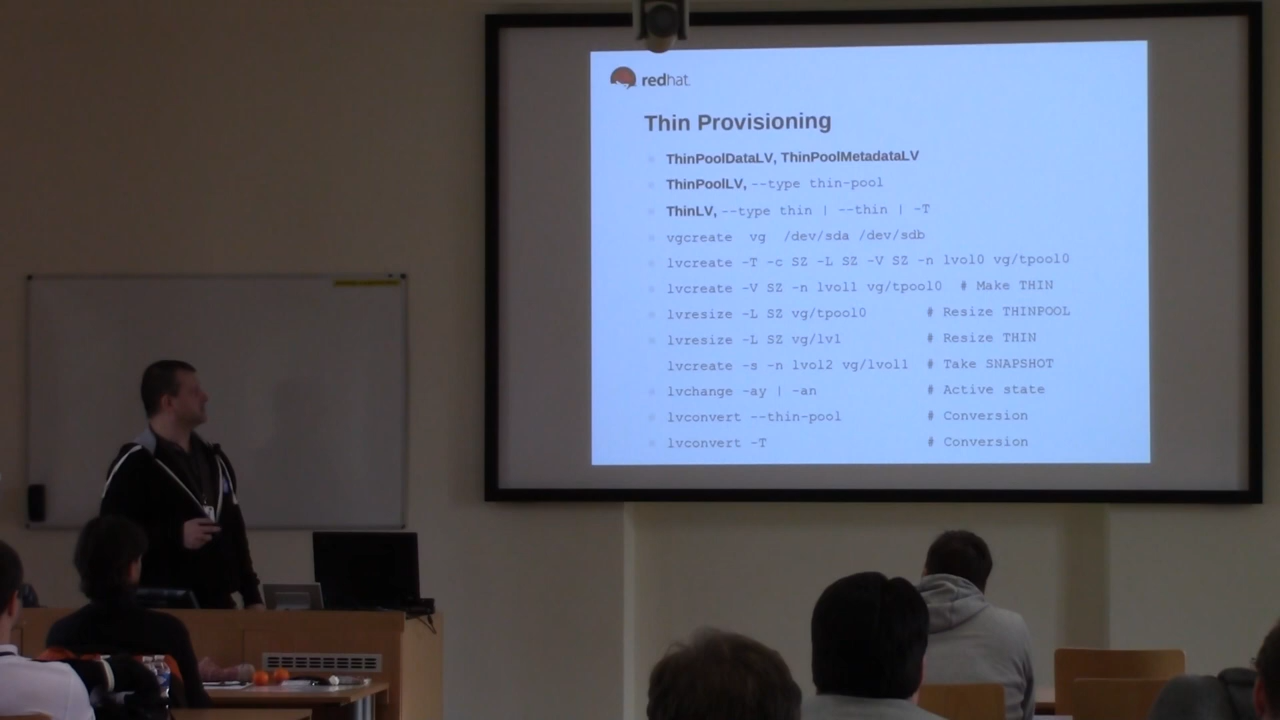 redhat.
Thin Provisioning
ThinPoolDataLV, ThinPoolMetadataLV
ThinPoolLV, --type thin-pool
ThinLV, --type thin | --thin | -T
vgcreate vg /dev/sda /dev/sdb
lvcreate -T -c SZ -L SZ -V SZ -n lvol0 vg/tpool0
lvcreate -V SZ -n lvol1 vg/tpool0 # Make THIN
lvresize -L SZ vg/tpool0 # Resize THINPOOL
lvresize -L SZ vg/lv1 # Resize THIN
lvcreate -s -n lvol2 vg/lvol1 # Take SNAPSHOT
lvchange -ay | -an # Active state
lvconvert --thin-pool # Conversion
lvconvert -T # Conversion